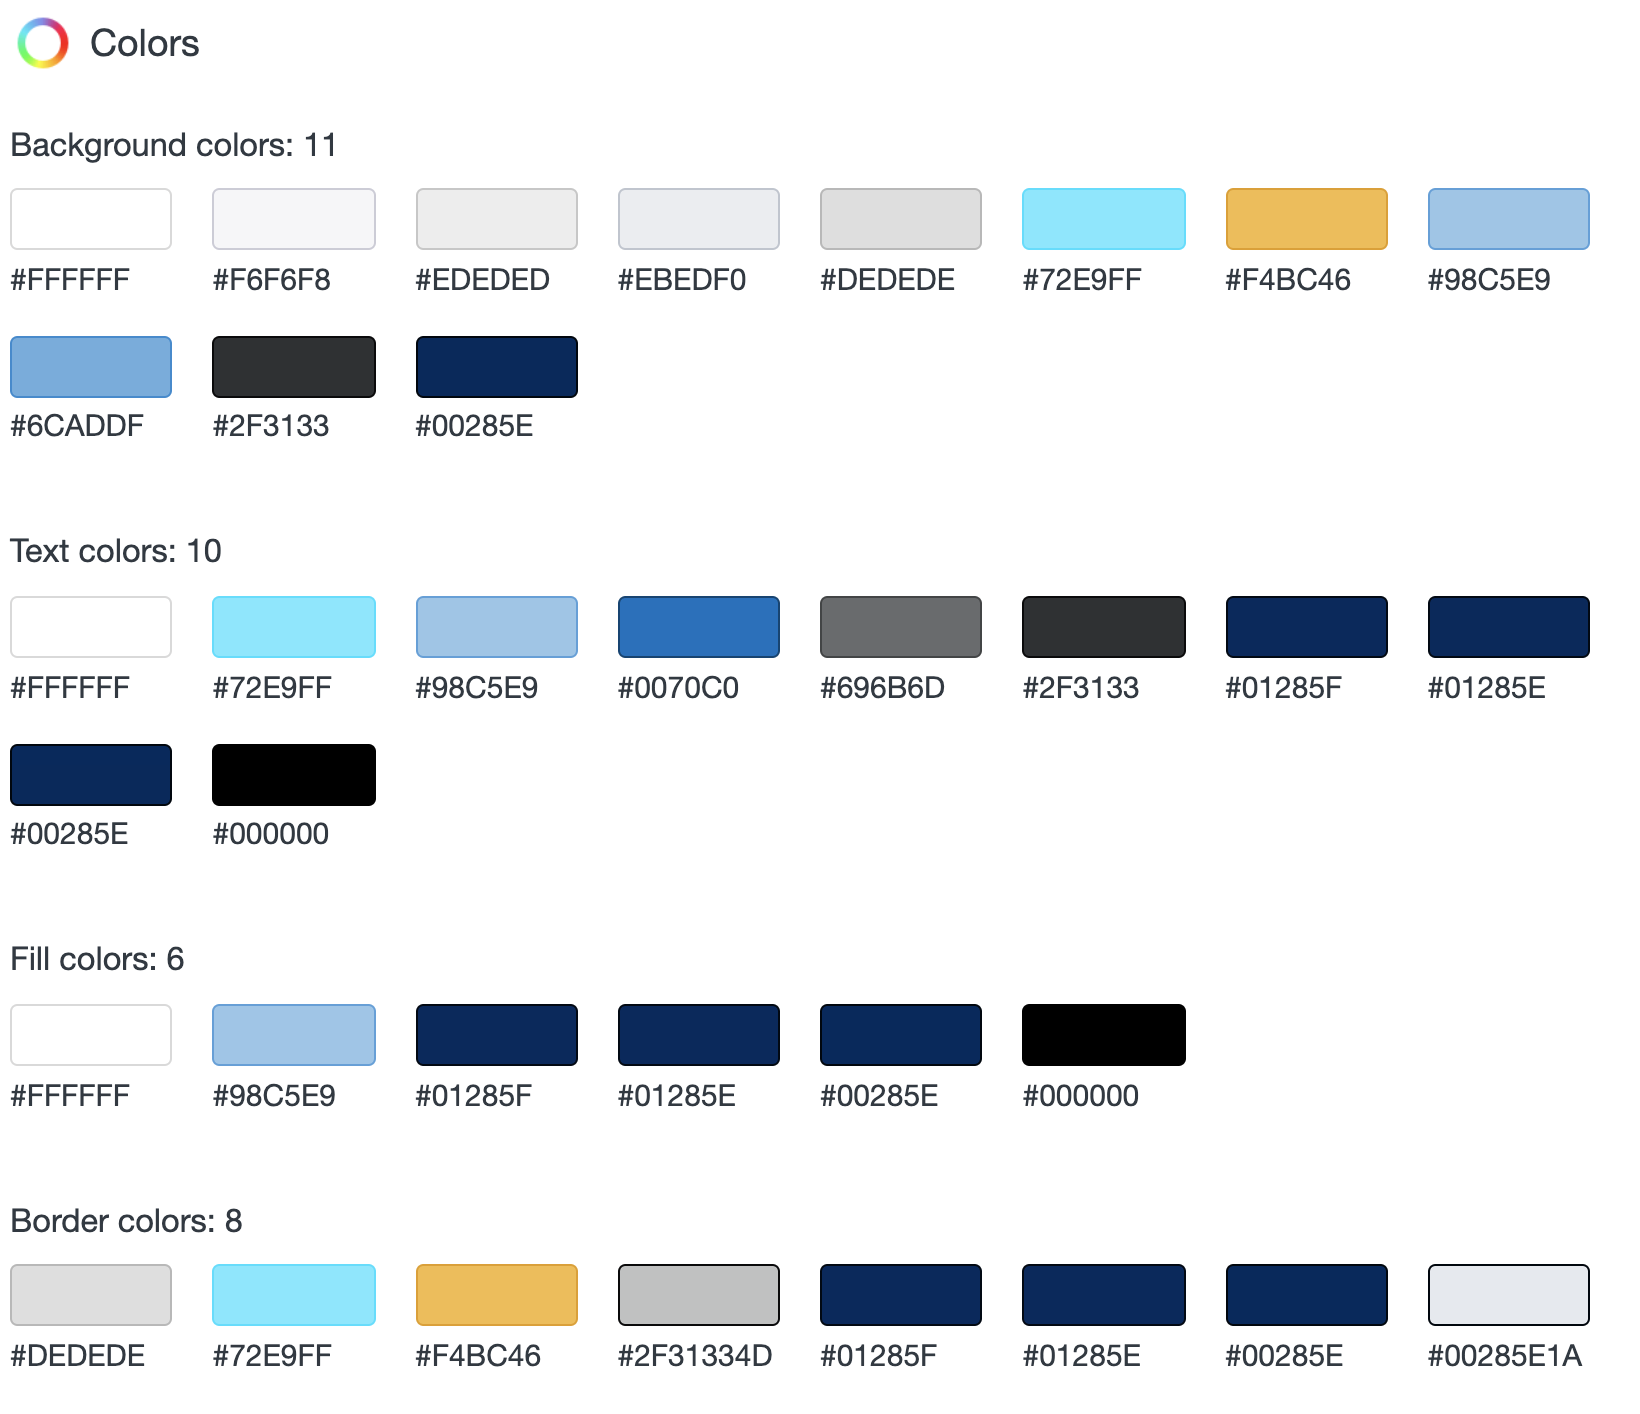 Colors
Background colors: 11
#FFFFFF #F6F6F8 #EDEDED #EBEDF0 #DEDEDE #72E9FF #F4BC46 #98C5E9
#6CADDF #2F3133 #00285E
Text colors: 10
#FFFFFF #72E9FF #98C5E9 #0070C0 #696B6D #2F3133 #01285F #01285E
#00285E #000000
Fill colors: 6
#FFFFFF #98C5E9 #01285F #01285E #00285E #000000
Border colors: 8
#DEDEDE #72E9FF #F4BC46 #2F31334D #01285F #01285E #00285E #00285E1A